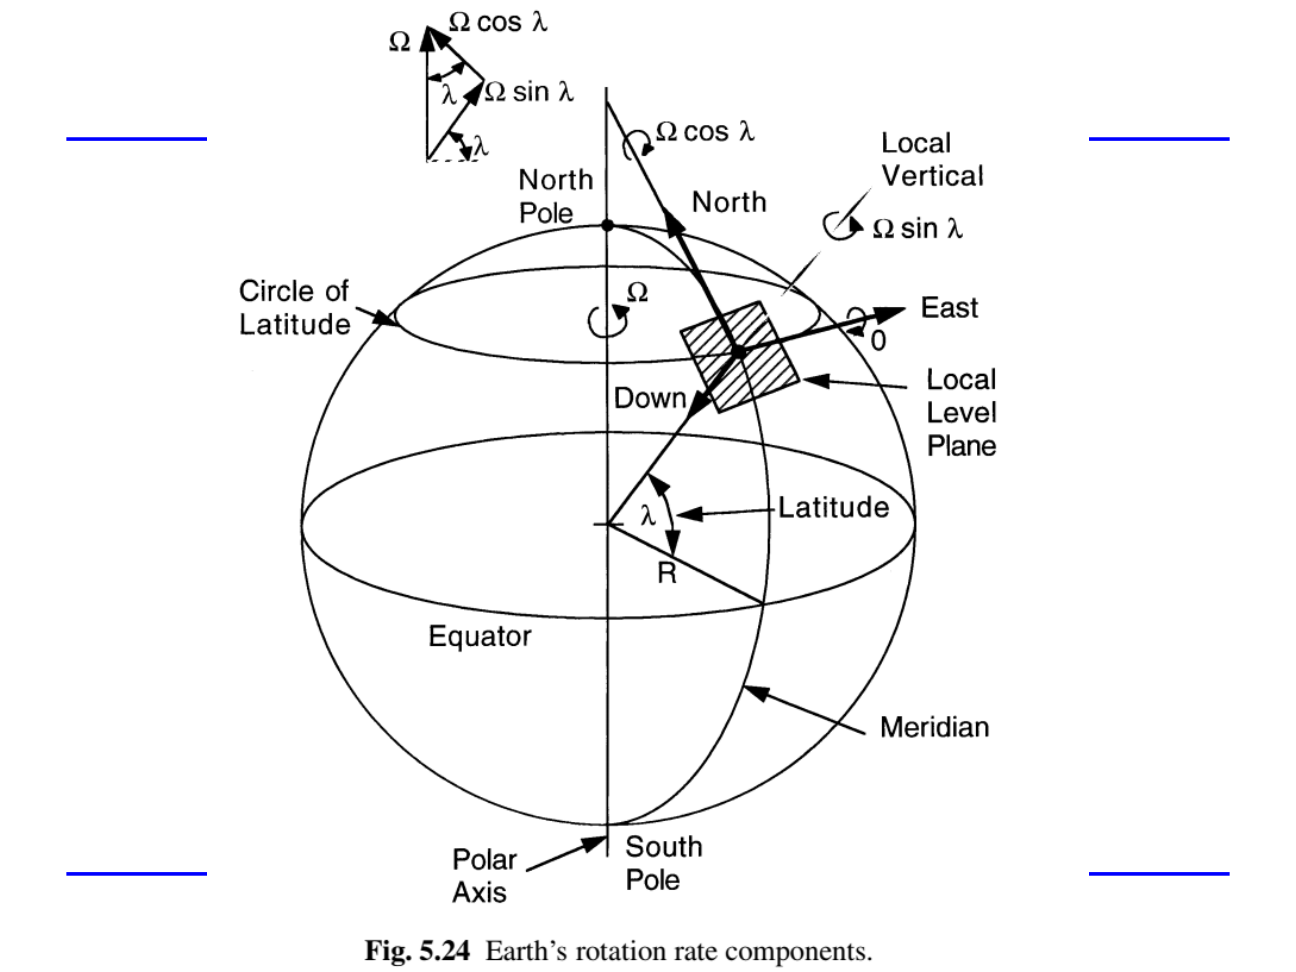 Ω cos λ
Ω
λ
Ω sin λ
λ
Ω cos λ
Local
Vertical
North
Pole
North
Ω sin λ
Circle of
Latitude
Ω
East
0
Down
Local
Level
Plane
λ
Latitude
R
Equator
Meridian
Polar
Axis
South
Pole
Fig. 5.24 Earth's rotation rate components.